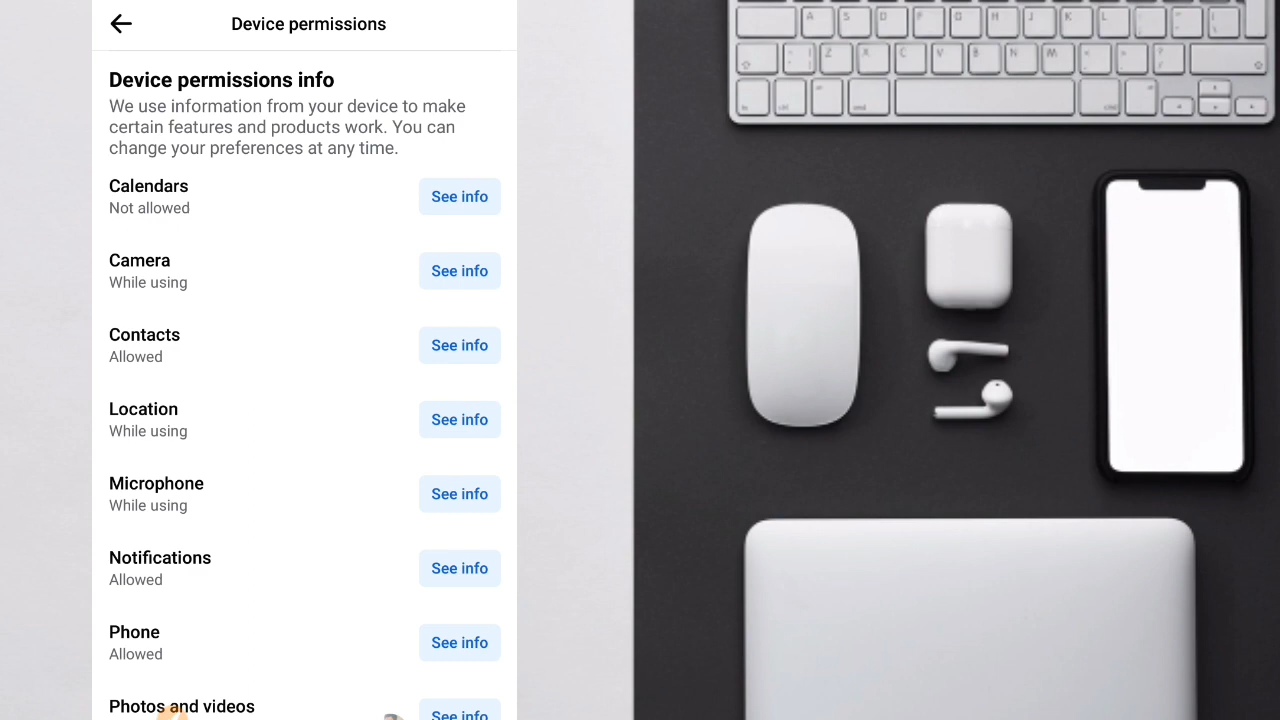 Device permissions
Device permissions info
We use information from your device to make
certain features and products work. You can
change your preferences at any time.
Calendars
Not allowed
See info
Camera
While using
See info
Contacts
Allowed
See info
Location
While using
See info
Microphone
While using
See info
Notifications
Allowed
See info
Phone
Allowed
See info
Photos and videos
See info
A S D F G H J K L
Z X C V B N M